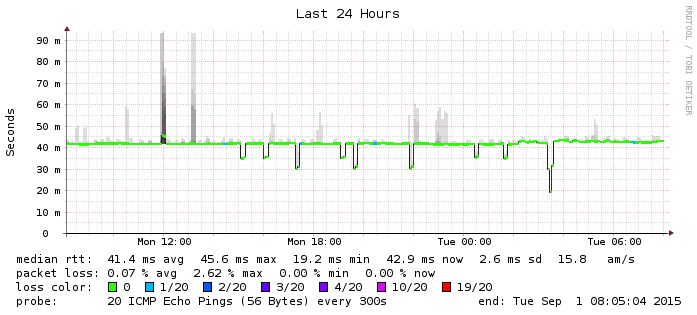 Last 24 Hours
RRDTOOL / TOBI OETIKER
Seconds
90 m
80 m
70 m
60 m
50 m
40 m
30 m
20 m
10 m
0
Mon 12:00 Mon 18:00 Tue 00:00 Tue 06:00
median rtt: 41.4 ms avg 45.6 ms max 19.2 ms min 42.9 ms now 2.6 ms sd 15.8 am/s
packet loss: 0.07 % avg 2.62 % max 0.00 % min 0.00 % now
loss color: 0 1/20 2/20 3/20 4/20 10/20 19/20
probe: 20 ICMP Echo Pings (56 Bytes) every 300s end: Tue Sep 1 08:05:04 2015